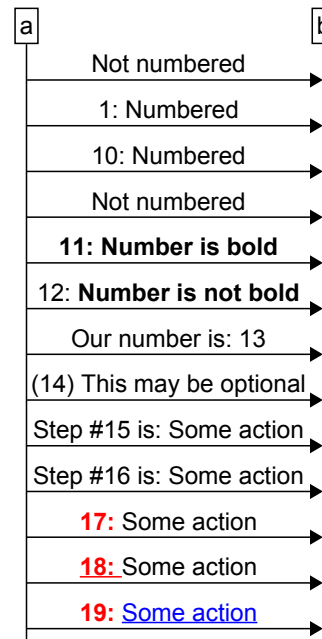 a
b
Not numbered
1: Numbered
10: Numbered
Not numbered
11: Number is bold
12: Number is not bold
Our number is: 13
(14) This may be optional
Step #15 is: Some action
Step #16 is: Some action
17: Some action
18: Some action
19: Some action